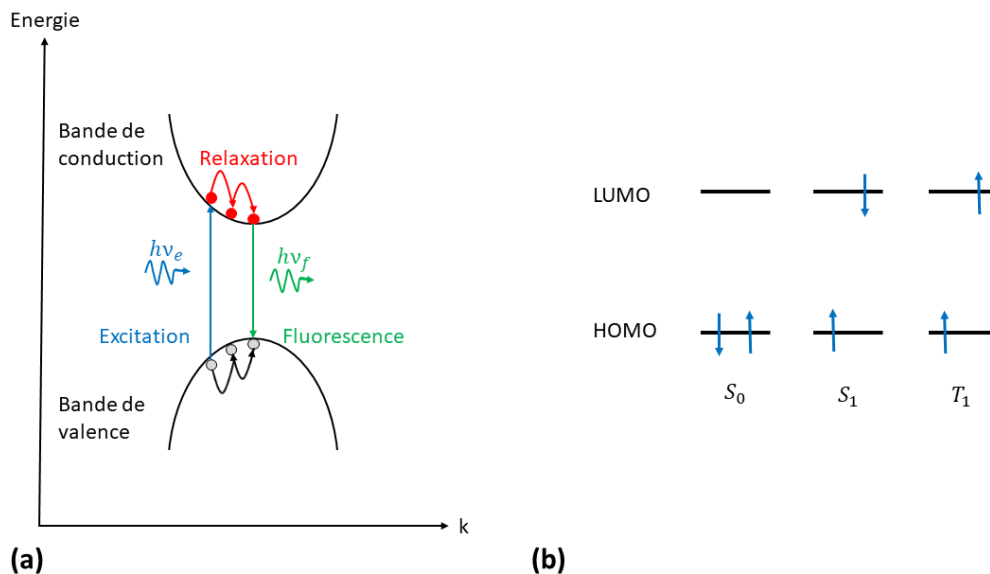 Energie
Bande de
conduction
Relaxation
hν_e
hν_f
Excitation
Fluorescence
Bande de
valence
k
(a)
LUMO
HOMO
S_0
S_1
T_1
(b)